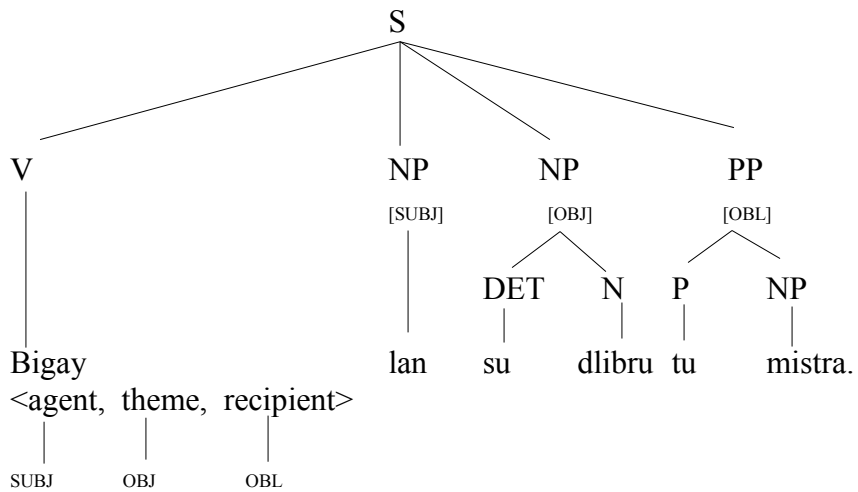 S
V NP NP PP
[SUBJ] [OBJ] [OBL]
DET N P NP
Bigay lan su dlibru tu mistra.
<agent, theme, recipient>
SUBJ OBJ OBL